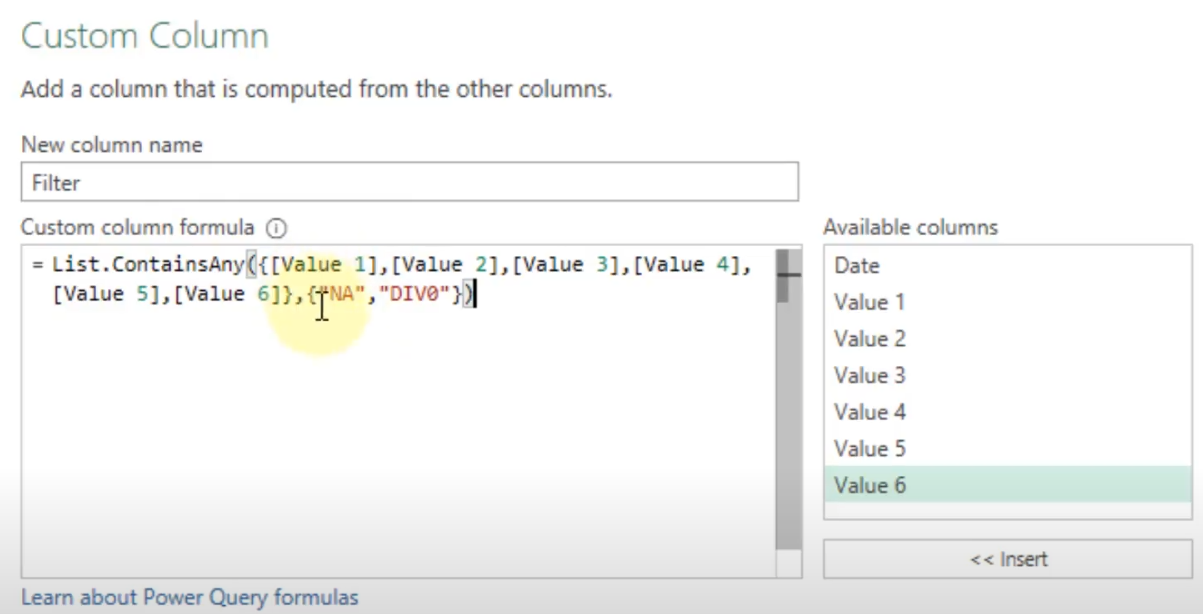 Custom Column
Add a column that is computed from the other columns.
New column name
Filter
Custom column formula
= List.ContainsAny({[Value 1],[Value 2],[Value 3],[Value 4],
[Value 5],[Value 6]},{"NA","DIV0"})
Available columns
Date
Value 1
Value 2
Value 3
Value 4
Value 5
Value 6
<< Insert
Learn about Power Query formulas